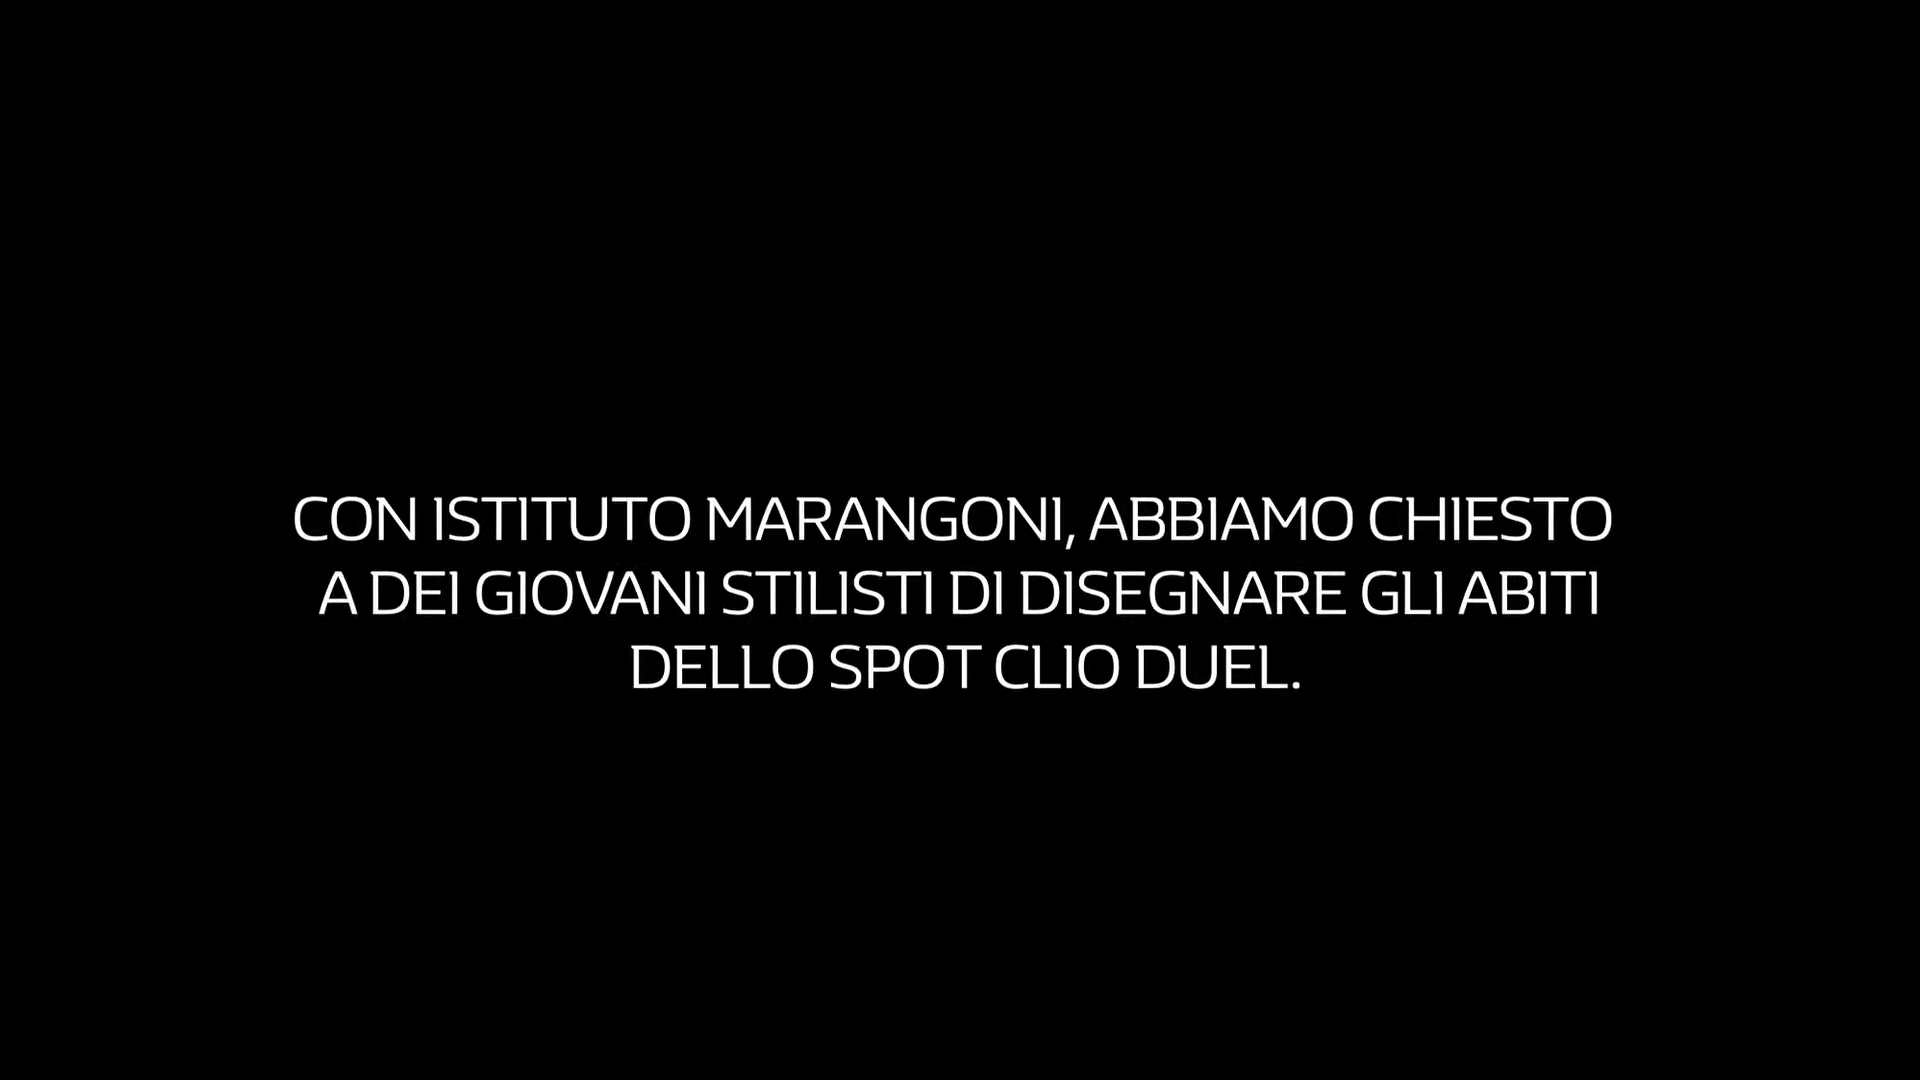 CON ISTITUTO MARANGONI, ABBIAMO CHIESTO
A DEI GIOVANI STILISTI DI DISEGNARE GLI ABITI
DELLO SPOT CLIO DUEL.